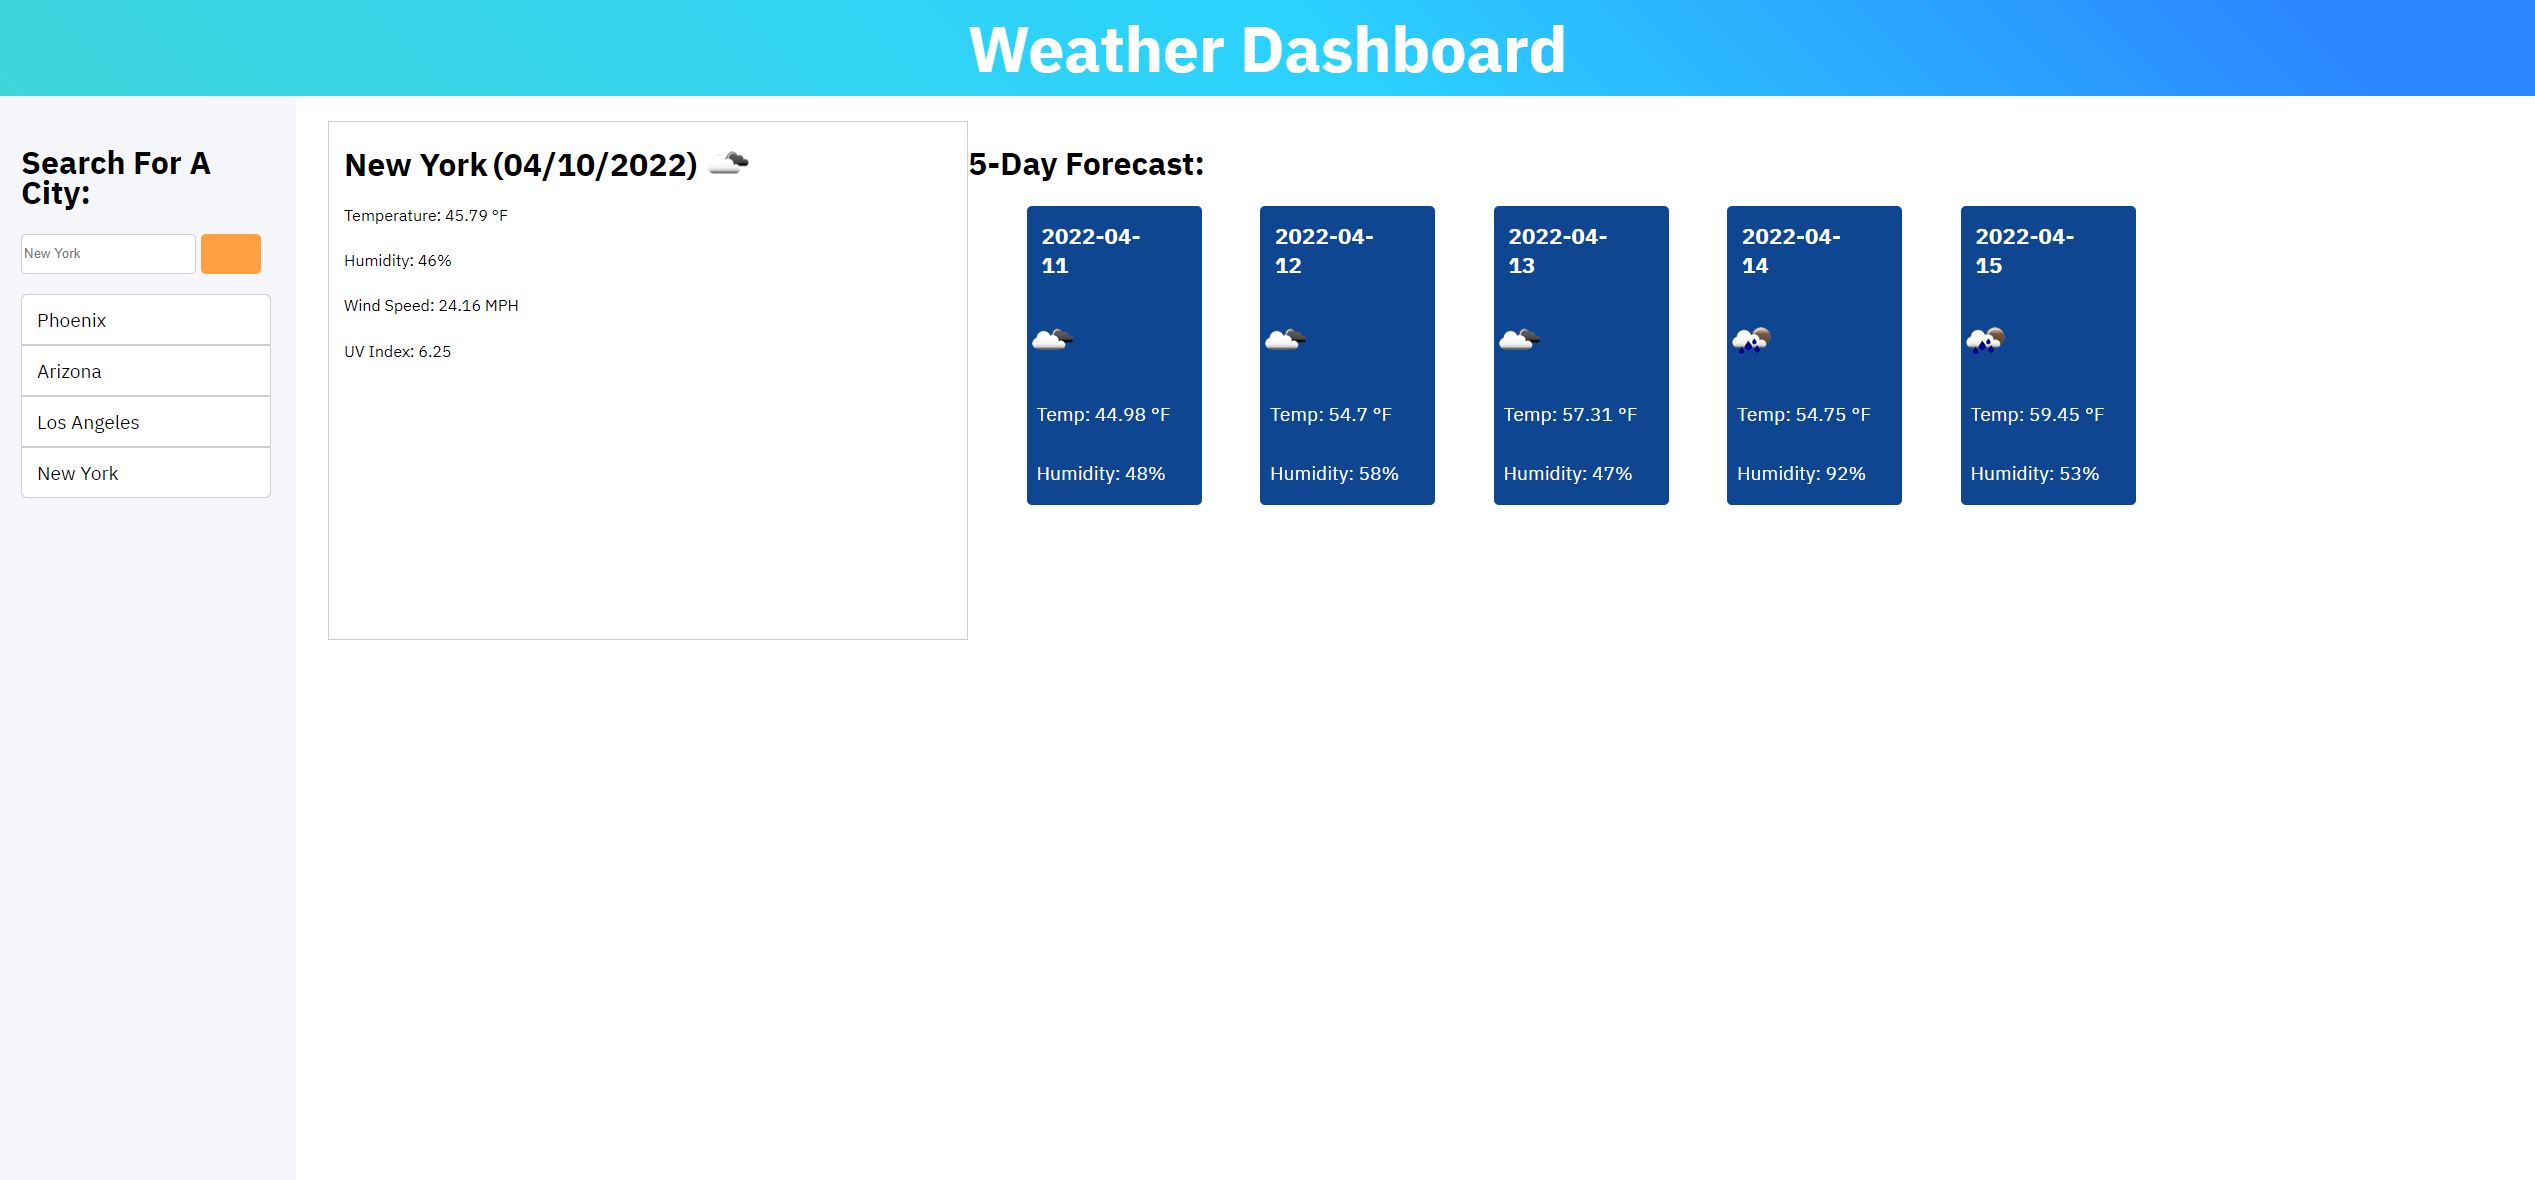 Weather Dashboard
Search For A
City:
New York
Phoenix
Arizona
Los Angeles
New York
New York (04/10/2022)
Temperature: 45.79 °F
Humidity: 46%
Wind Speed: 24.16 MPH
UV Index: 6.25
5-Day Forecast:
2022-04-
11
Temp: 44.98 °F
Humidity: 48%
2022-04-
12
Temp: 54.7 °F
Humidity: 58%
2022-04-
13
Temp: 57.31 °F
Humidity: 47%
2022-04-
14
Temp: 54.75 °F
Humidity: 92%
2022-04-
15
Temp: 59.45 °F
Humidity: 53%